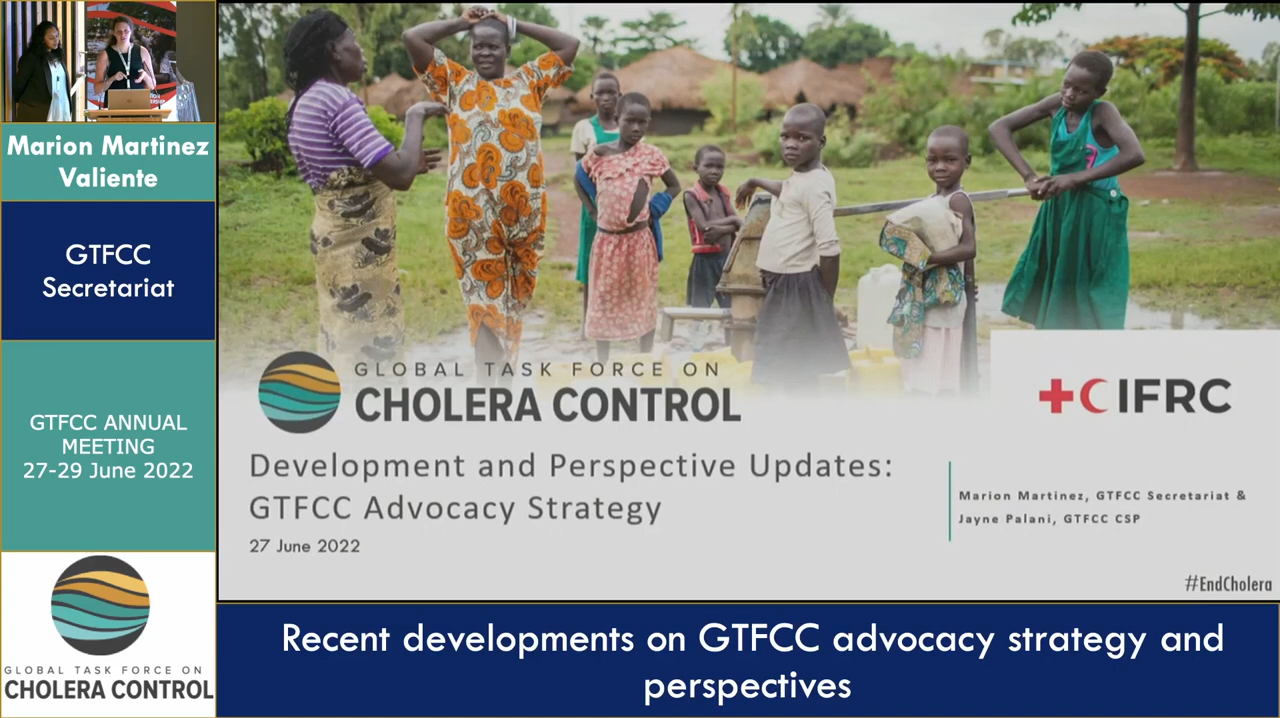 Marion Martinez
Valiente
GTFCC
Secretariat
GTFCC ANNUAL
MEETING
27-29 June 2022
GLOBAL TASK FORCE ON
CHOLERA CONTROL
GLOBAL TASK FORCE ON
CHOLERA CONTROL
IFRC
Development and Perspective Updates:
GTFCC Advocacy Strategy
27 June 2022
Marion Martinez, GTFCC Secretariat &
Jayne Palani, GTFCC CSP
#EndCholera
Recent developments on GTFCC advocacy strategy and
perspectives